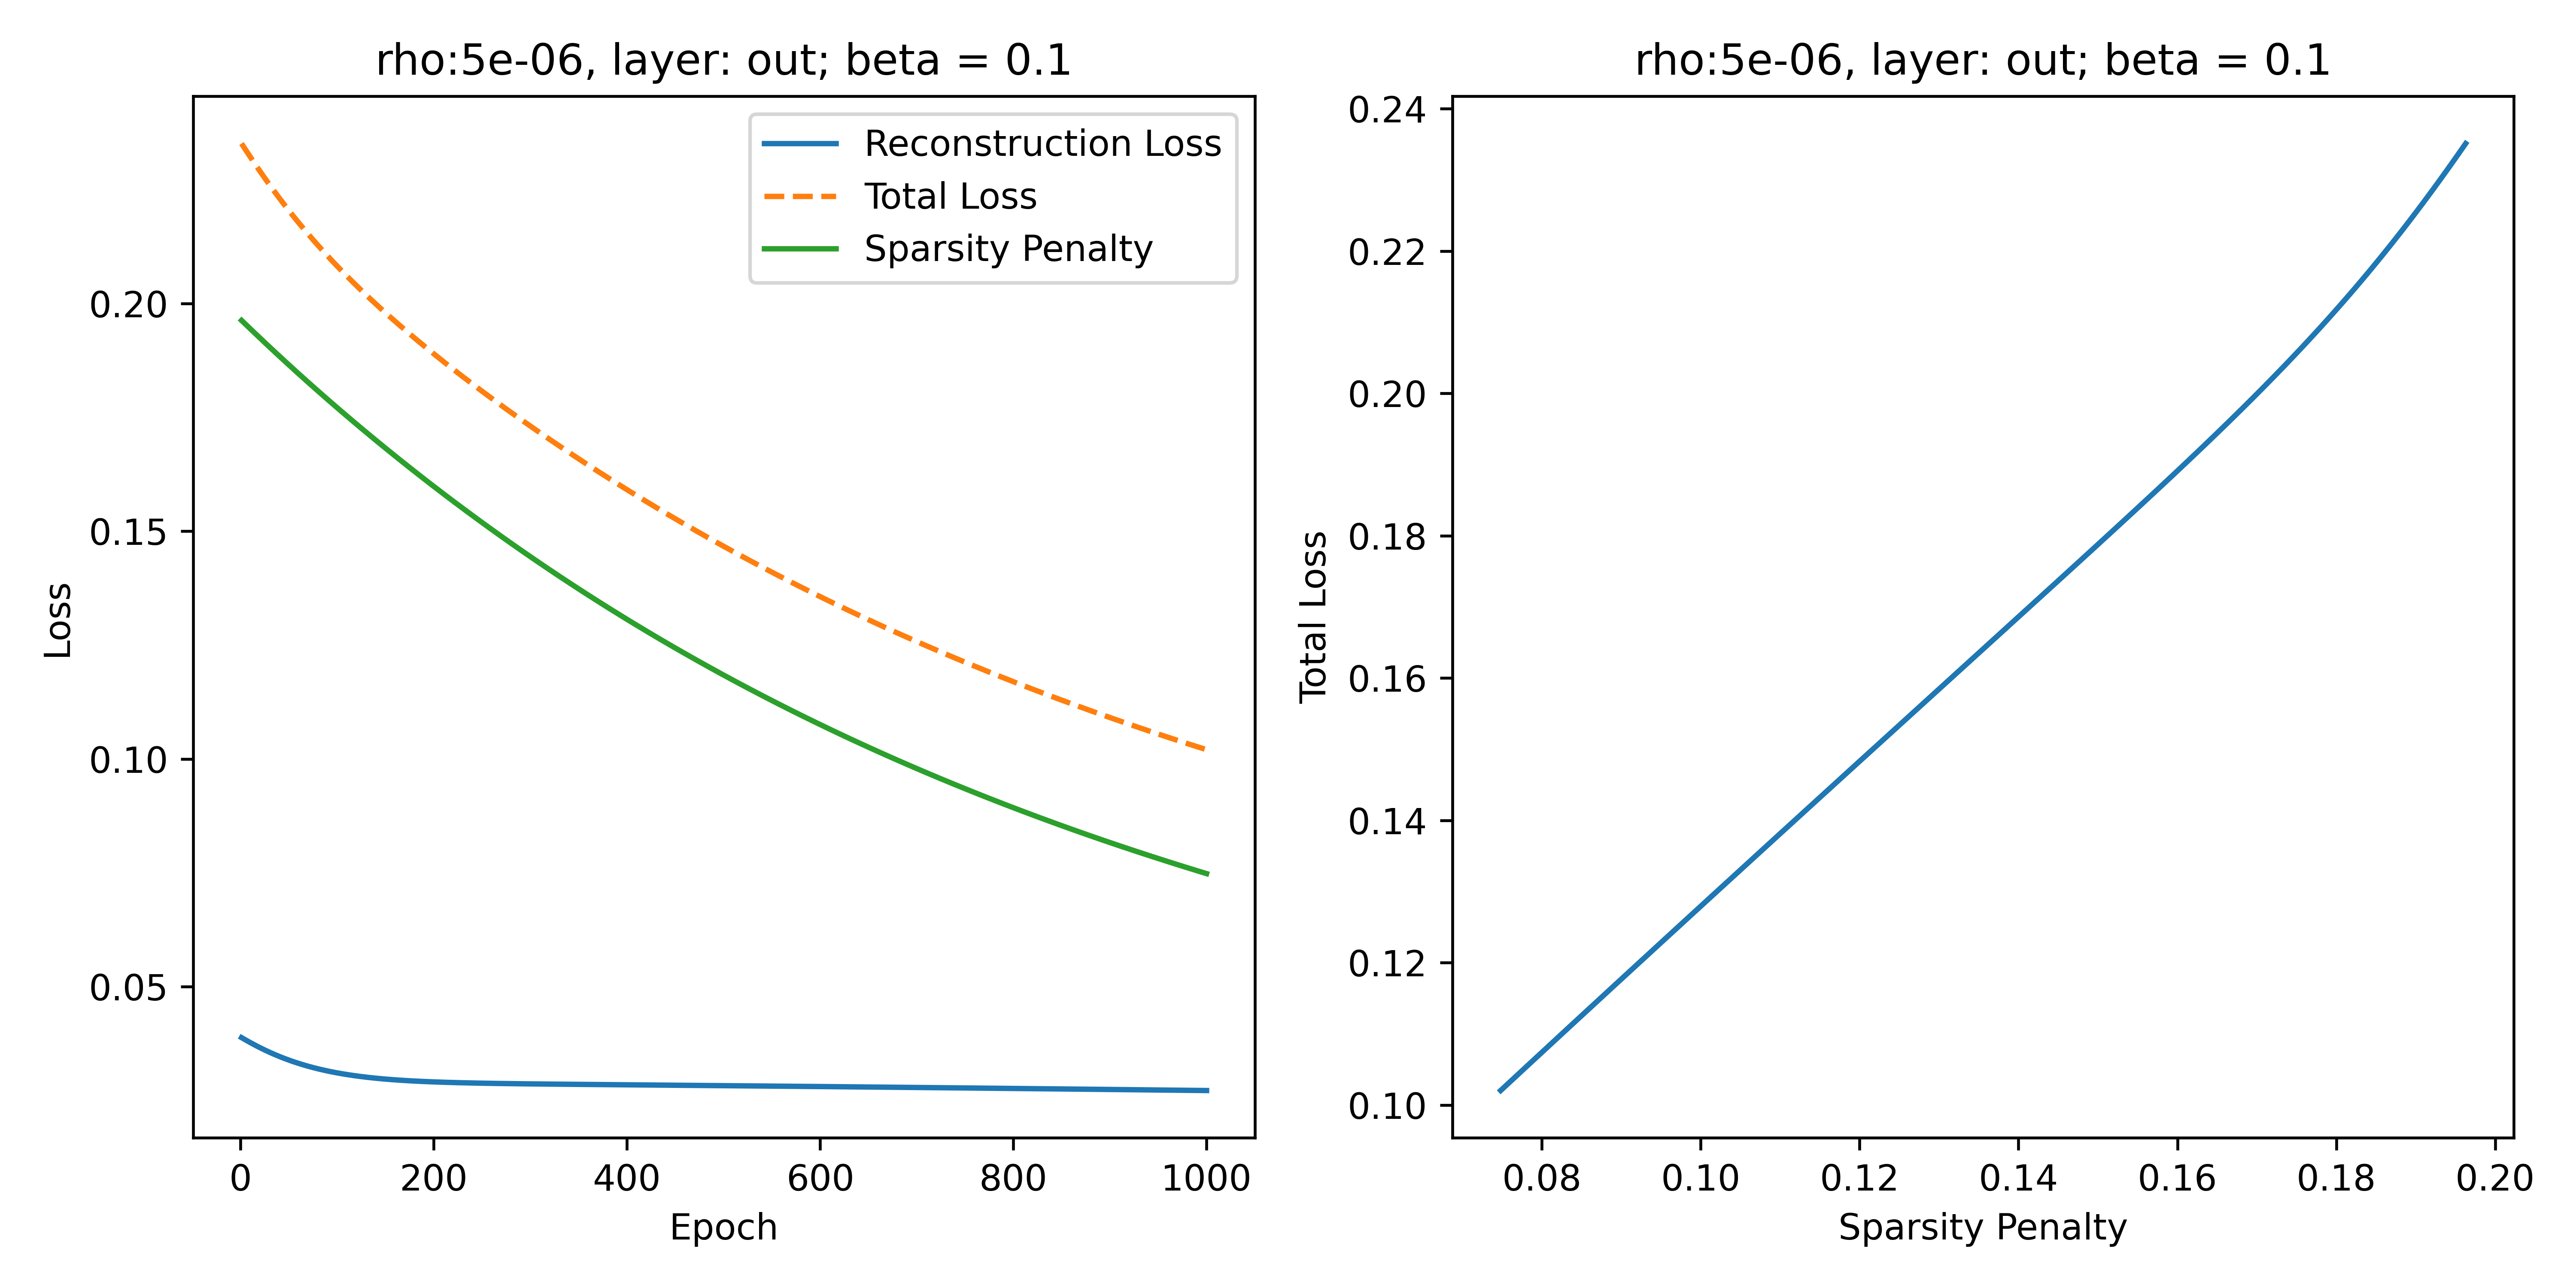 rho:5e-06, layer: out; beta = 0.1
Reconstruction Loss
Total Loss
Sparsity Penalty
Loss
0.20
0.15
0.10
0.05
0 200 400 600 800 1000
Epoch
rho:5e-06, layer: out; beta = 0.1
Total Loss
0.24
0.22
0.20
0.18
0.16
0.14
0.12
0.10
0.08 0.10 0.12 0.14 0.16 0.18 0.20
Sparsity Penalty